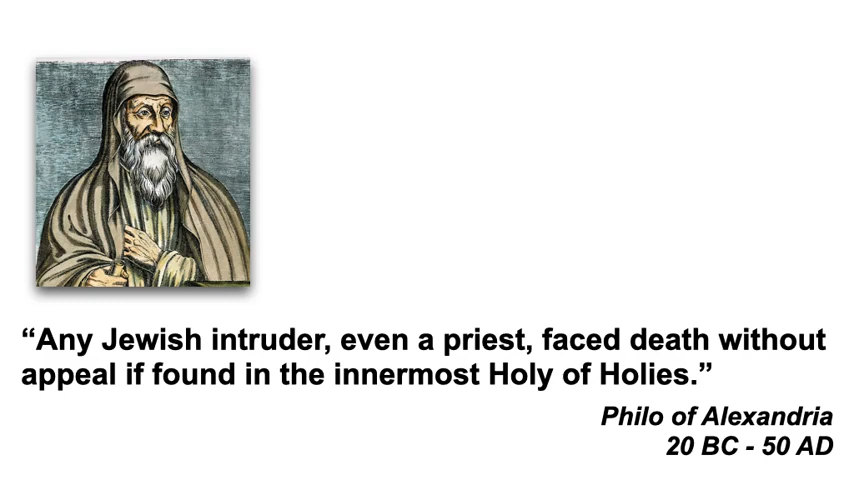 “Any Jewish intruder, even a priest, faced death without
appeal if found in the innermost Holy of Holies.”
Philo of Alexandria
20 BC - 50 AD